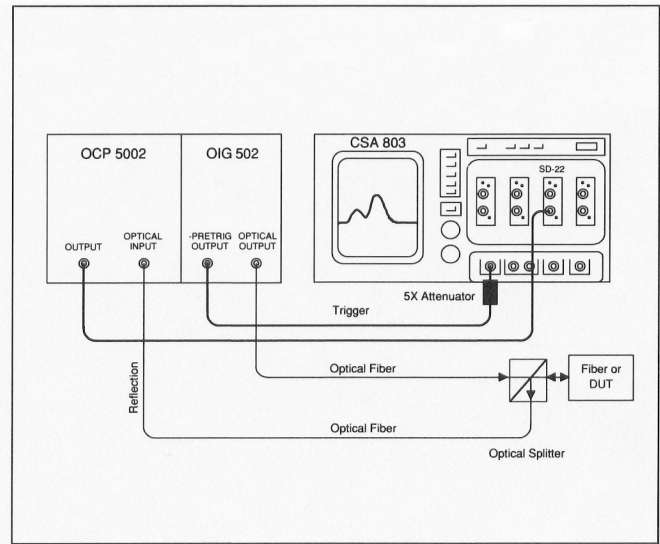 CSA 803
OCP 5002
OIG 502
SD-22
OUTPUT
OPTICAL
INPUT
-PRETRIG
OUTPUT
OPTICAL
OUTPUT
5X Attenuator
Trigger
Reflection
Optical Fiber
Fiber or
DUT
Optical Fiber
Optical Splitter